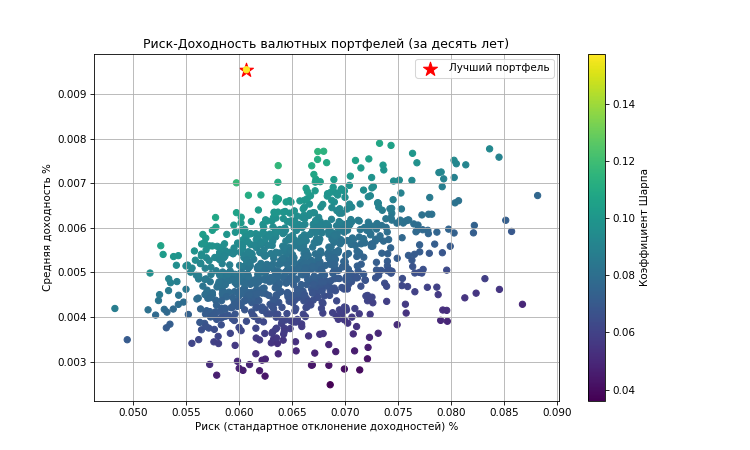 Риск-Доходность валютных портфелей (за десять лет)
Лучший портфель
0.009
0.008
0.007
0.006
0.005
0.004
0.003
Средняя доходность %
0.050 0.055 0.060 0.065 0.070 0.075 0.080 0.085 0.090
Риск (стандартное отклонение доходностей) %
0.14
0.12
0.10
0.08
0.06
0.04
Коэффициент Шарпа